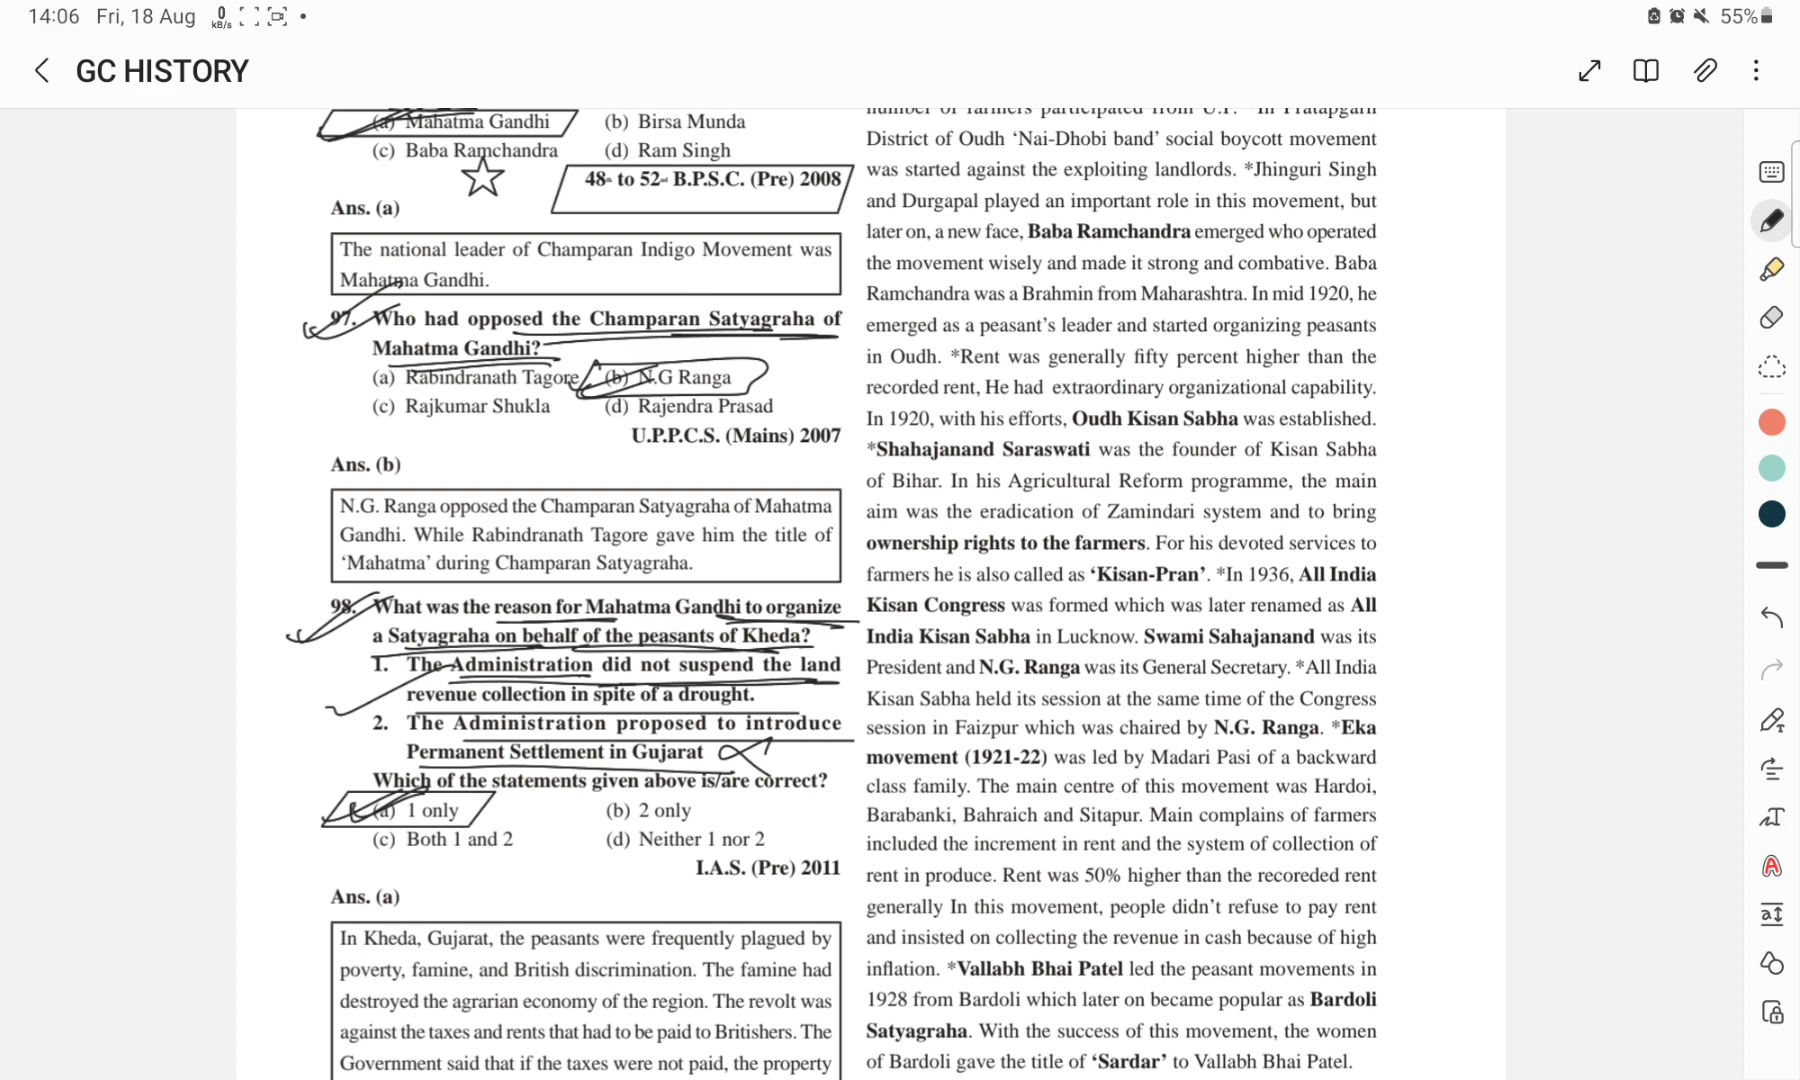 14:06 Fri, 18 Aug 0 kB/s 55%
GC HISTORY
(a) Mahatma Gandhi (b) Birsa Munda
(c) Baba Ramchandra (d) Ram Singh
48th to 52nd B.P.S.C. (Pre) 2008
Ans. (a)
The national leader of Champaran Indigo Movement was
Mahatma Gandhi.
97. Who had opposed the Champaran Satyagraha of
Mahatma Gandhi?
(a) Rabindranath Tagore (b) N.G Ranga
(c) Rajkumar Shukla (d) Rajendra Prasad
U.P.P.C.S. (Mains) 2007
Ans. (b)
N.G. Ranga opposed the Champaran Satyagraha of Mahatma
Gandhi. While Rabindranath Tagore gave him the title of
‘Mahatma’ during Champaran Satyagraha.
98. What was the reason for Mahatma Gandhi to organize
a Satyagraha on behalf of the peasants of Kheda?
1. The Administration did not suspend the land
revenue collection in spite of a drought.
2. The Administration proposed to introduce
Permanent Settlement in Gujarat
Which of the statements given above is/are correct?
(a) 1 only (b) 2 only
(c) Both 1 and 2 (d) Neither 1 nor 2
I.A.S. (Pre) 2011
Ans. (a)
In Kheda, Gujarat, the peasants were frequently plagued by
poverty, famine, and British discrimination. The famine had
destroyed the agrarian economy of the region. The revolt was
against the taxes and rents that had to be paid to Britishers. The
Government said that if the taxes were not paid, the property
number of farmers participated from U.P. *In Pratapgarh
District of Oudh ‘Nai-Dhobi band’ social boycott movement
was started against the exploiting landlords. *Jhinguri Singh
and Durgapal played an important role in this movement, but
later on, a new face, Baba Ramchandra emerged who operated
the movement wisely and made it strong and combative. Baba
Ramchandra was a Brahmin from Maharashtra. In mid 1920, he
emerged as a peasant’s leader and started organizing peasants
in Oudh. *Rent was generally fifty percent higher than the
recorded rent, He had extraordinary organizational capability.
In 1920, with his efforts, Oudh Kisan Sabha was established.
*Shahajanand Saraswati was the founder of Kisan Sabha
of Bihar. In his Agricultural Reform programme, the main
aim was the eradication of Zamindari system and to bring
ownership rights to the farmers. For his devoted services to
farmers he is also called as ‘Kisan-Pran’. *In 1936, All India
Kisan Congress was formed which was later renamed as All
India Kisan Sabha in Lucknow. Swami Sahajanand was its
President and N.G. Ranga was its General Secretary. *All India
Kisan Sabha held its session at the same time of the Congress
session in Faizpur which was chaired by N.G. Ranga. *Eka
movement (1921-22) was led by Madari Pasi of a backward
class family. The main centre of this movement was Hardoi,
Barabanki, Bahraich and Sitapur. Main complains of farmers
included the increment in rent and the system of collection of
rent in produce. Rent was 50% higher than the recoreded rent
generally In this movement, people didn’t refuse to pay rent
and insisted on collecting the revenue in cash because of high
inflation. *Vallabh Bhai Patel led the peasant movements in
1928 from Bardoli which later on became popular as Bardoli
Satyagraha. With the success of this movement, the women
of Bardoli gave the title of ‘Sardar’ to Vallabh Bhai Patel.